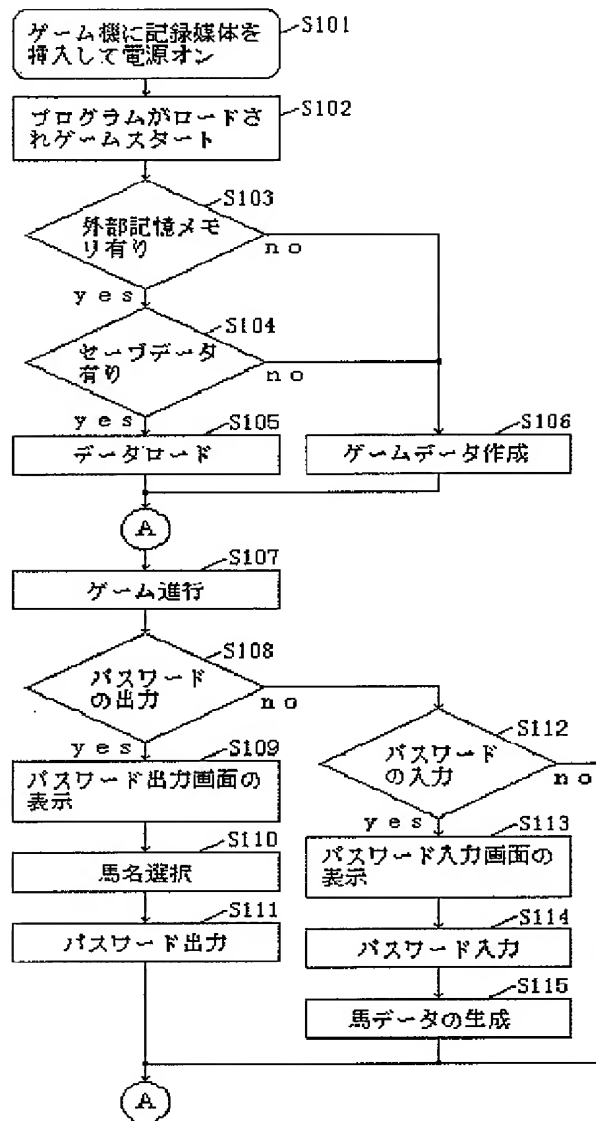 ゲーム機に記録媒体を
挿入して電源オン
S101
プログラムがロードさ
れゲームスタート
S102
外部記憶メモ
リ有り
S103
no
yes
セーブデータ
有り
S104
no
yes
データロード
S105
ゲームデータ作成
S106
A
ゲーム進行
S107
パスワード
の出力
S108
no
yes
パスワード出力画面の
表示
S109
馬名選択
S110
パスワード出力
S111
パスワード
の入力
S112
no
yes
パスワード入力画面の
表示
S113
パスワード入力
S114
馬データの生成
S115
A